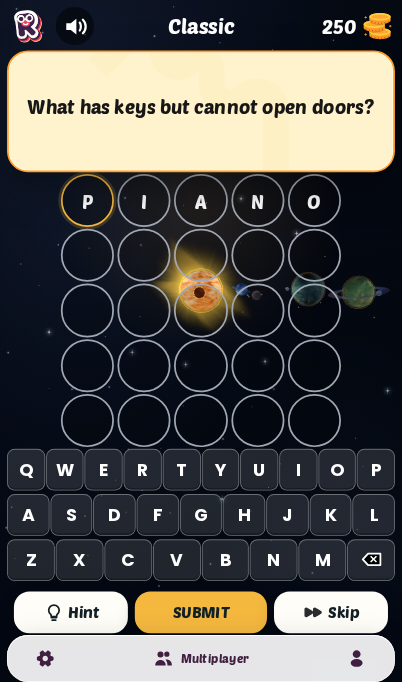 Classic
250
What has keys but cannot open doors?
P I A N O
Q W E R T Y U I O P
A S D F G H J K L
Z X C V B N M
Hint
SUBMIT
Skip
Multiplayer